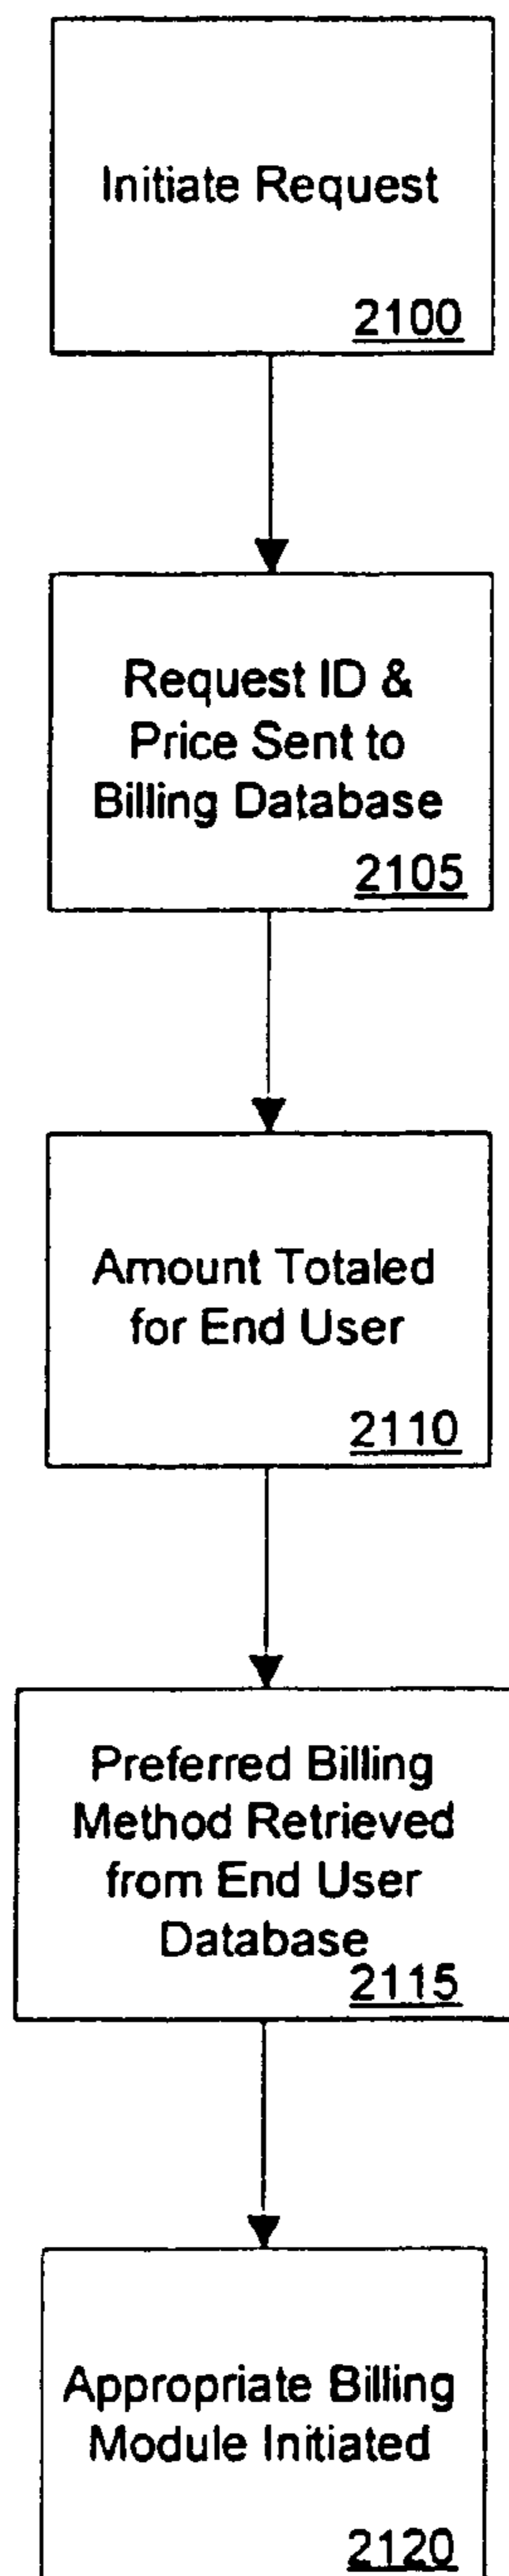 Initiate Request
2100
Request ID &
Price Sent to
Billing Database
2105
Amount Totaled
for End User
2110
Preferred Billing
Method Retrieved
from End User
Database
2115
Appropriate Billing
Module Initiated
2120